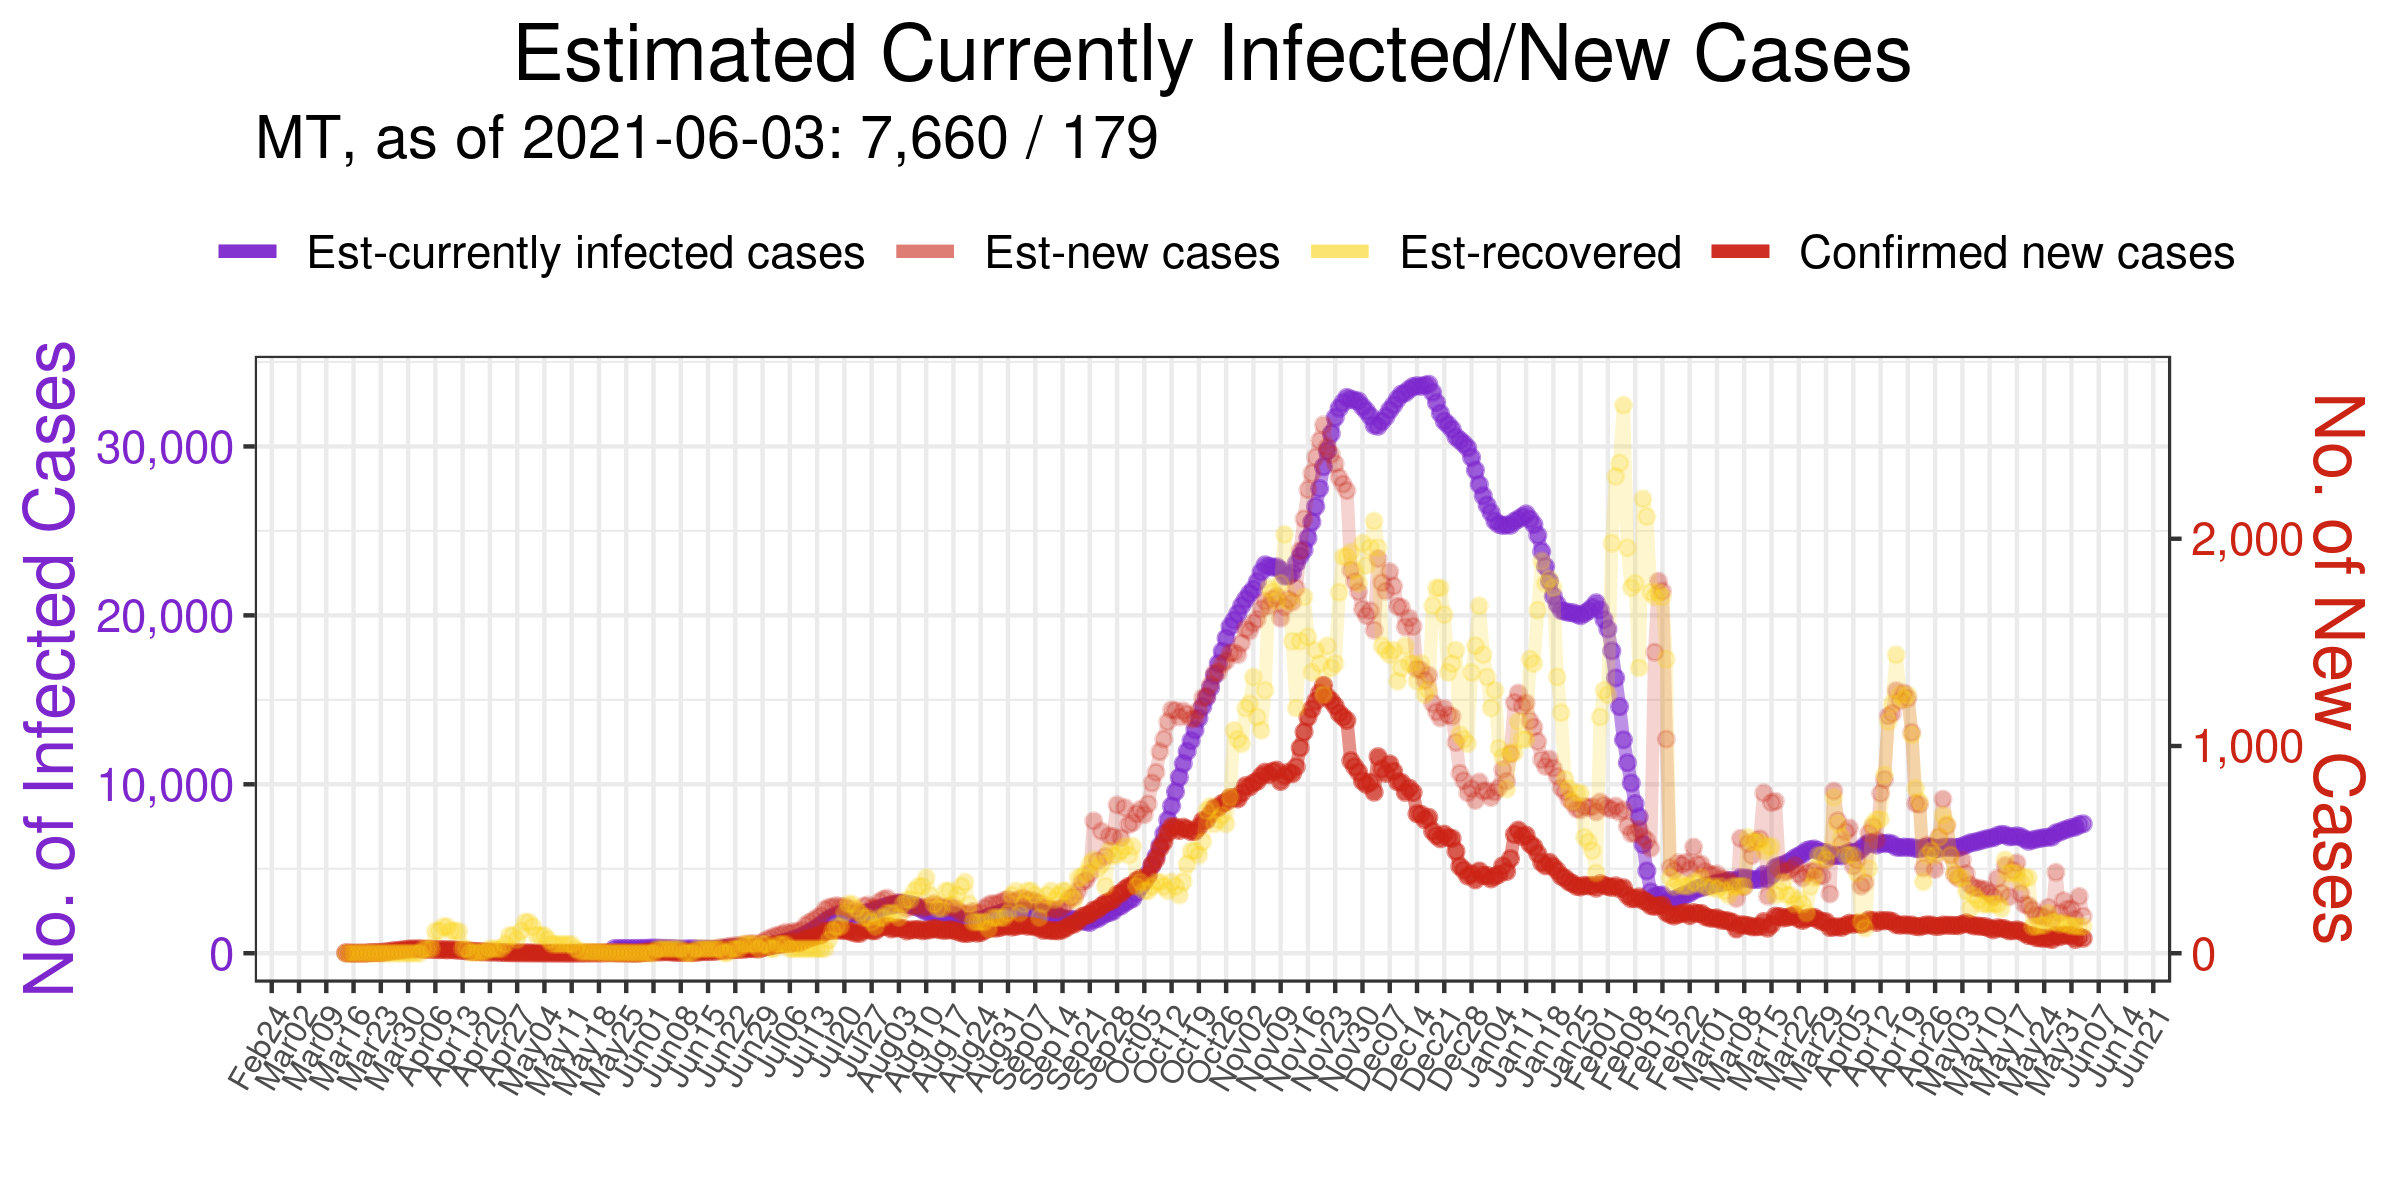 Estimated Currently Infected/New Cases
MT, as of 2021-06-03: 7,660 / 179
Est-currently infected cases Est-new cases Est-recovered Confirmed new cases
No. of Infected Cases
30,000
20,000
10,000
0
No. of New Cases
2,000
1,000
0
Feb24 Mar02 Mar09 Mar16 Mar23 Mar30 Apr06 Apr13 Apr20 Apr27 May04 May11 May18 May25 Jun01 Jun08 Jun15 Jun22 Jun29 Jul06 Jul13 Jul20 Jul27 Aug03 Aug10 Aug17 Aug24 Aug31 Sep07 Sep14 Sep21 Sep28 Oct05 Oct12 Oct19 Oct26 Nov02 Nov09 Nov16 Nov23 Nov30 Dec07 Dec14 Dec21 Dec28 Jan04 Jan11 Jan18 Jan25 Feb01 Feb08 Feb15 Feb22 Mar01 Mar08 Mar15 Mar22 Mar29 Apr05 Apr12 Apr19 Apr26 May03 May10 May17 May24 May31 Jun07 Jun14 Jun21